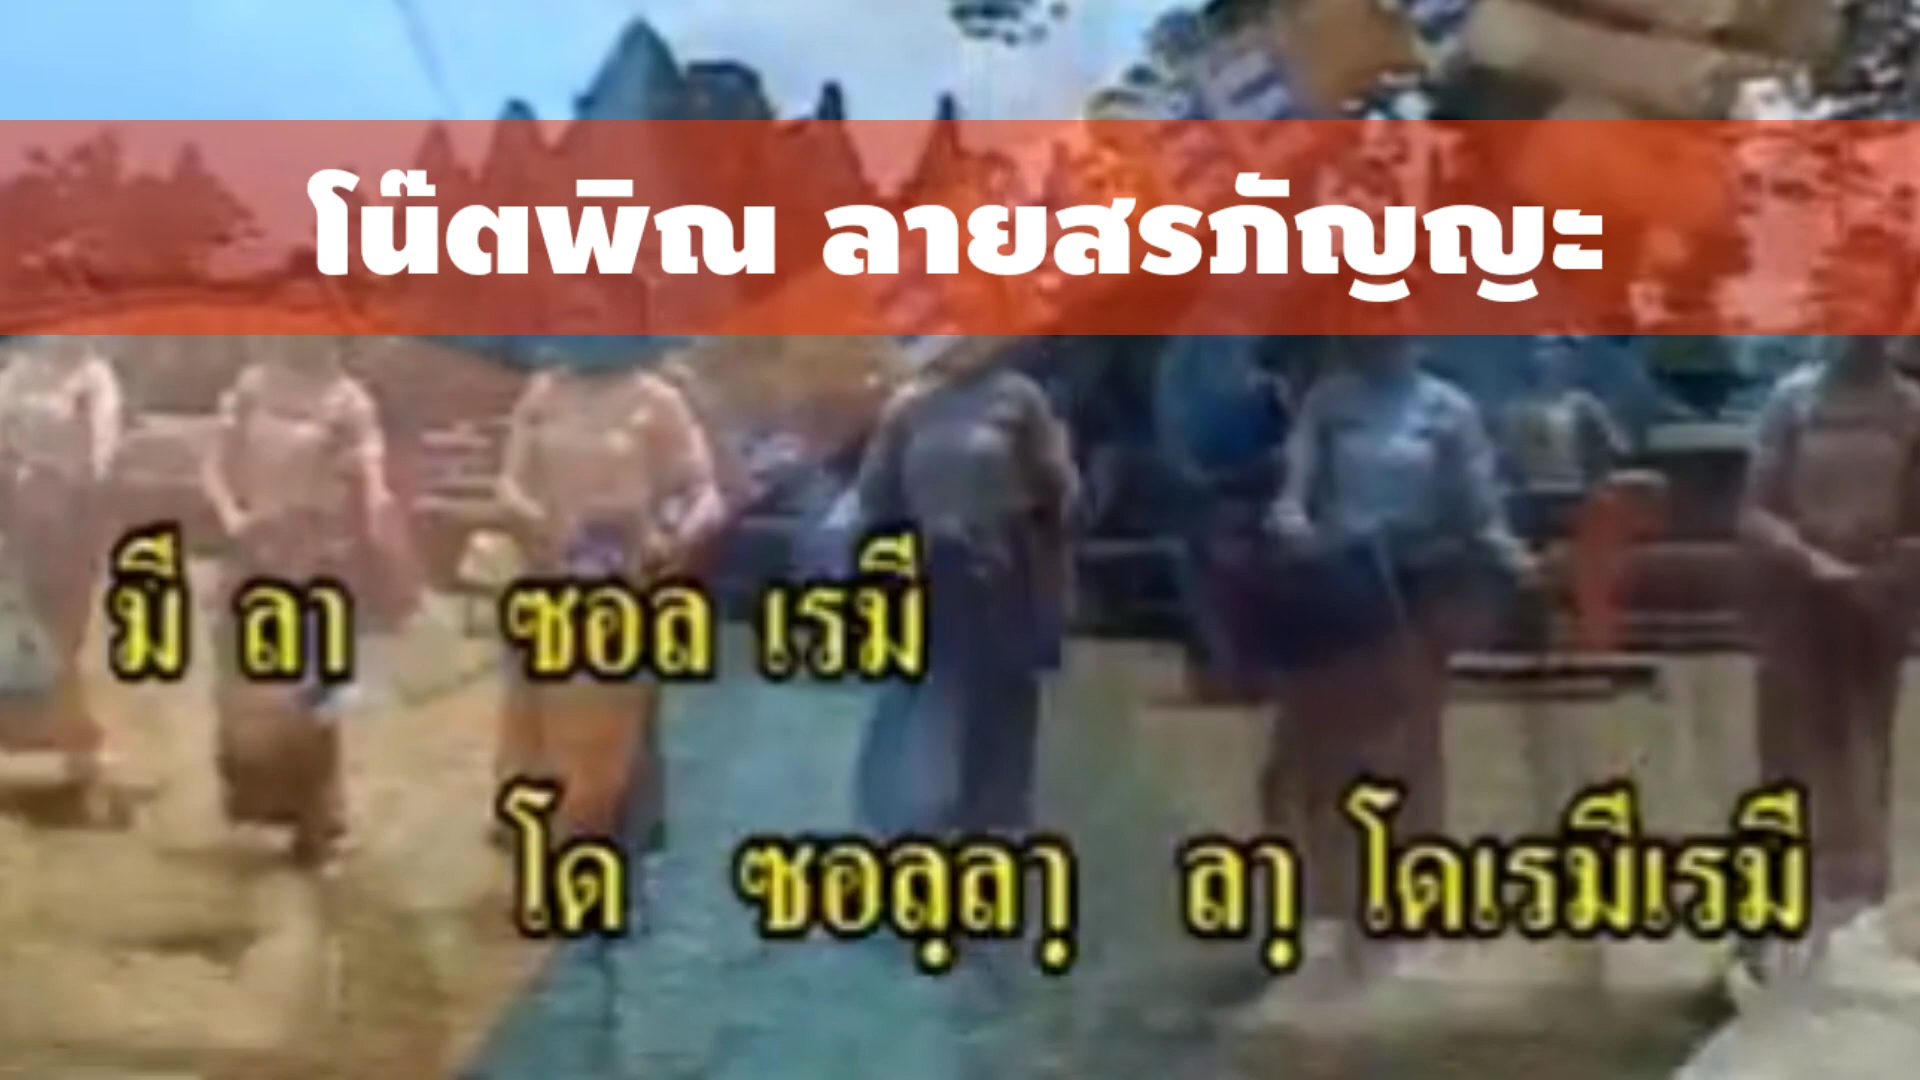 โน๊ตพิณ ลายสรภัญญะ
มี ลา ซอล เรมี
โด ซอลฺลาฺ ลาฺ โดเรมีเรมี